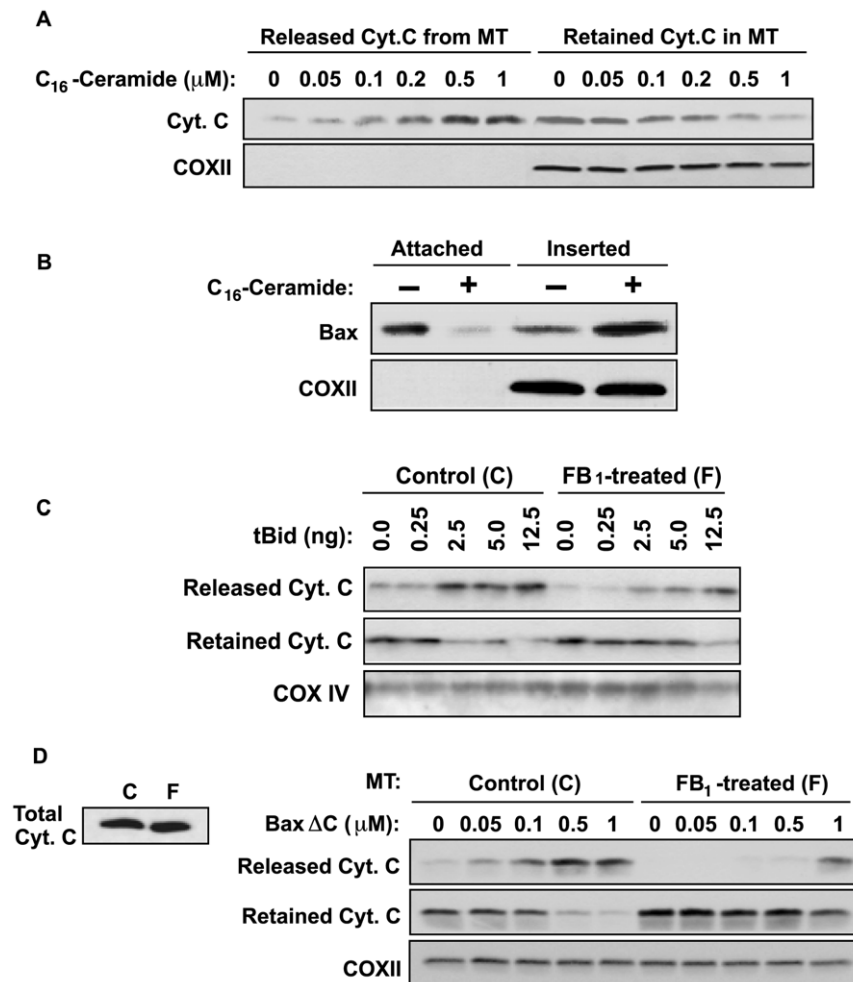 A
Released Cyt.C from MT Retained Cyt.C in MT
C16-Ceramide (μM): 0 0.05 0.1 0.2 0.5 1 0 0.05 0.1 0.2 0.5 1
Cyt. C
COXII
B
Attached Inserted
C16-Ceramide: − + − +
Bax
COXII
C
Control (C) FB1-treated (F)
tBid (ng): 0.0 0.25 2.5 5.0 12.5 0.0 0.25 2.5 5.0 12.5
Released Cyt. C
Retained Cyt. C
COX IV
D
C F
Total
Cyt. C
MT: Control (C) FB1-treated (F)
Bax ΔC (μM): 0 0.05 0.1 0.5 1 0 0.05 0.1 0.5 1
Released Cyt. C
Retained Cyt. C
COXII